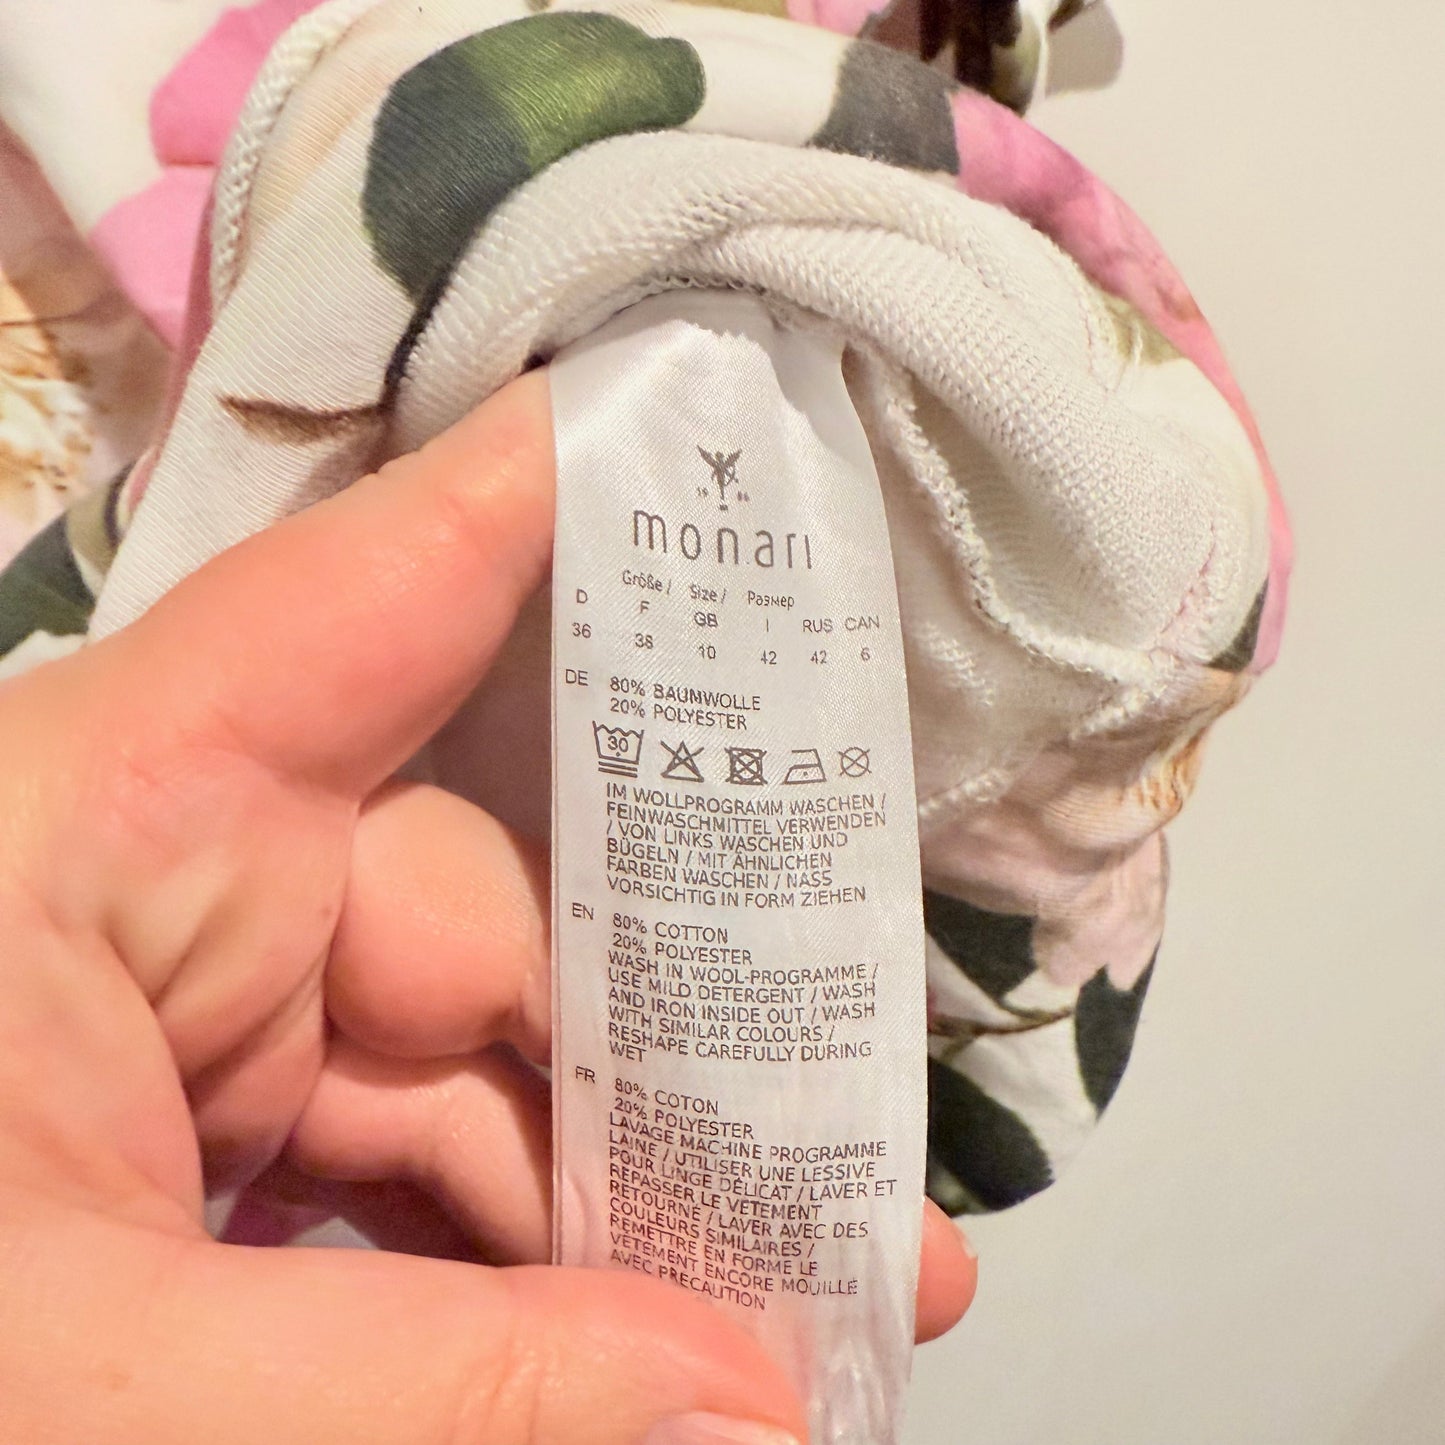 19 86
monari
Größe / Size / Размер
D F GB I RUS CAN
36 38 10 42 42 6
DE 80% BAUMWOLLE
20% POLYESTER
30
IM WOLLPROGRAMM WASCHEN /
FEINWASCHMITTEL VERWENDEN
/ VON LINKS WASCHEN UND
BÜGELN / MIT ÄHNLICHEN
FARBEN WASCHEN / NASS
VORSICHTIG IN FORM ZIEHEN
EN 80% COTTON
20% POLYESTER
WASH IN WOOL-PROGRAMME /
USE MILD DETERGENT / WASH
AND IRON INSIDE OUT / WASH
WITH SIMILAR COLOURS /
RESHAPE CAREFULLY DURING
WET
FR 80% COTON
20% POLYESTER
LAVAGE MACHINE PROGRAMME
LAINE / UTILISER UNE LESSIVE
POUR LINGE DÉLICAT / LAVER ET
REPASSER LE VÊTEMENT
RETOURNÉ / LAVER AVEC DES
COULEURS SIMILAIRES /
REMETTRE EN FORME LE
VÊTEMENT ENCORE MOUILLÉ
AVEC PRÉCAUTION